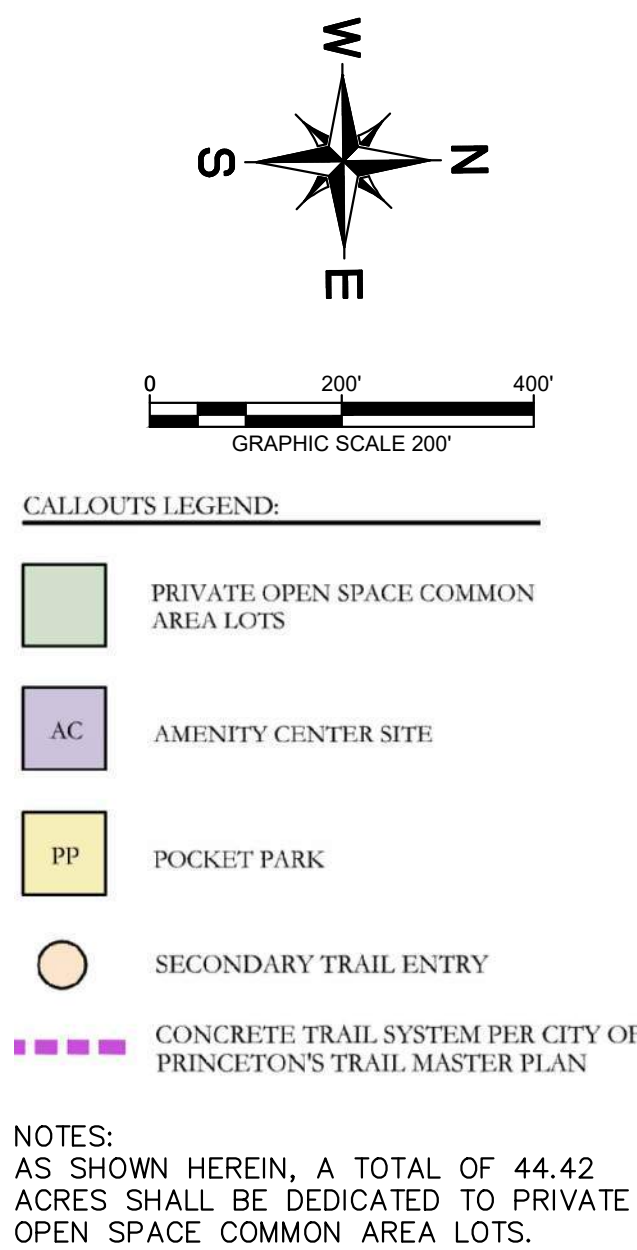 W
S
N
E
0 200' 400'
GRAPHIC SCALE 200'
CALLOUTS LEGEND:
PRIVATE OPEN SPACE COMMON
AREA LOTS
AC AMENITY CENTER SITE
PP POCKET PARK
SECONDARY TRAIL ENTRY
CONCRETE TRAIL SYSTEM PER CITY OF
PRINCETON'S TRAIL MASTER PLAN
NOTES:
AS SHOWN HEREIN, A TOTAL OF 44.42
ACRES SHALL BE DEDICATED TO PRIVATE
OPEN SPACE COMMON AREA LOTS.